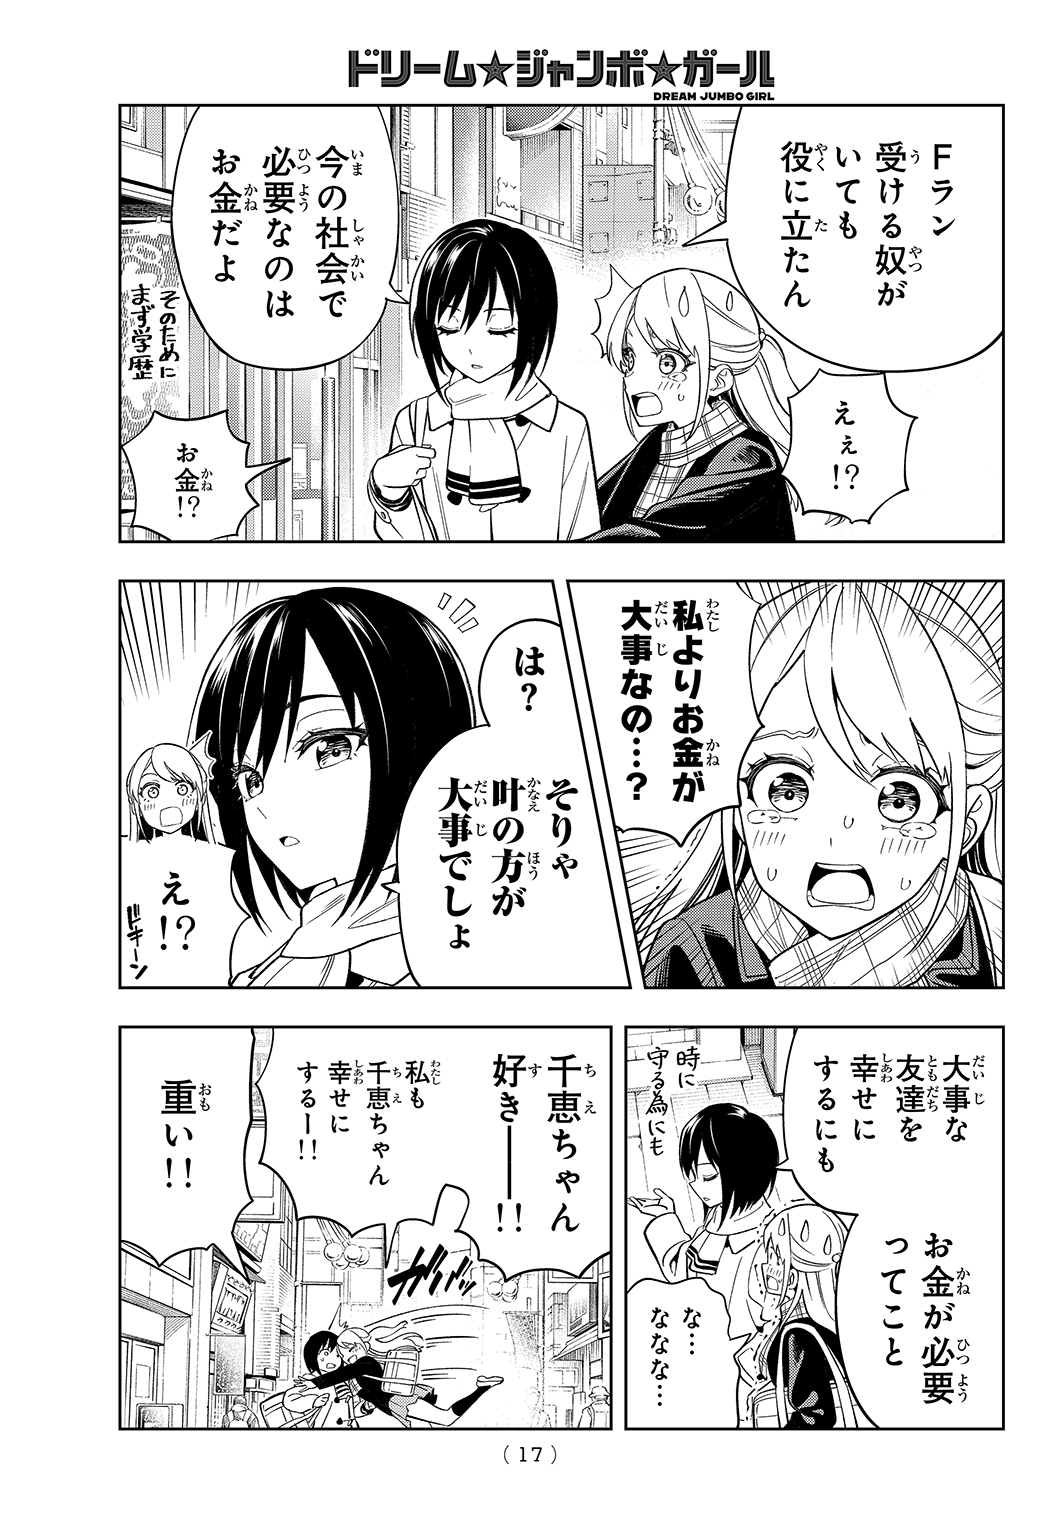 ドリーム★ジャンボ★ガール
DREAM JUMBO GIRL
Fラン
受ける奴が
いても
役に立たん
ええ!?
今の社会で
必要なのは
お金だよ
そのために
まず学歴
お金!?
私よりお金が
大事なの…?
は?
そりゃ
叶の方が
大事でしょ
え!?
ドキーン
大事な
友達を
幸せに
するにも
お金が必要
ってこと
時に
守る為にも
な…
ななな…
千恵ちゃん
好きーー!!
私も
千恵ちゃん
幸せに
するー!!
ガバッ
重い!!
(17)